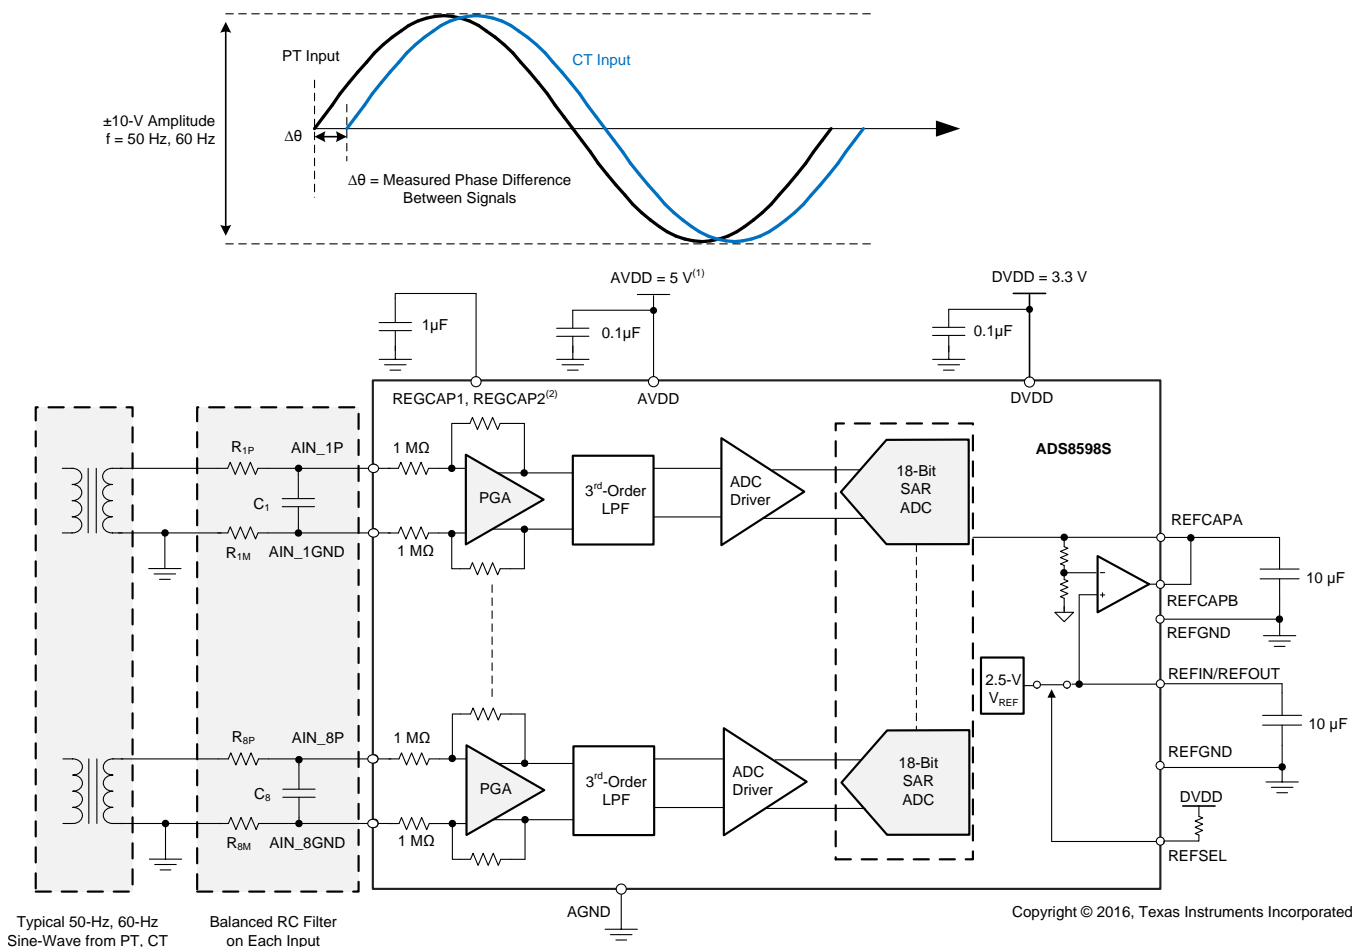 PT Input
CT Input
±10-V Amplitude
f = 50 Hz, 60 Hz
Δθ
Δθ = Measured Phase Difference
Between Signals
AVDD = 5 V(1)
DVDD = 3.3 V
1µF
0.1µF
0.1µF
REGCAP1, REGCAP2(2)
AVDD
DVDD
ADS8598S
R1P
AIN_1P
1 MΩ
C1
PGA
3rd-Order
LPF
ADC
Driver
18-Bit
SAR
ADC
R1M
AIN_1GND
1 MΩ
REFCAPA
10 µF
REFCAPB
REFGND
2.5-V
VREF
REFIN/REFOUT
10 µF
REFGND
R8P
AIN_8P
1 MΩ
C8
PGA
3rd-Order
LPF
ADC
Driver
18-Bit
SAR
ADC
R8M
AIN_8GND
1 MΩ
DVDD
REFSEL
AGND
Copyright © 2016, Texas Instruments Incorporated
Typical 50-Hz, 60-Hz
Sine-Wave from PT, CT
Balanced RC Filter
on Each Input